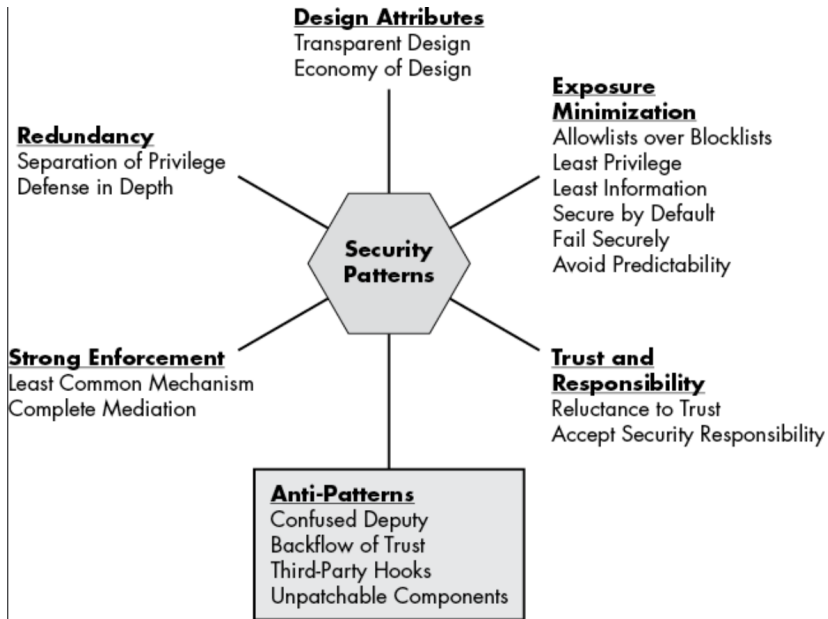 Design Attributes
Transparent Design
Economy of Design
Exposure
Minimization
Allowlists over Blocklists
Least Privilege
Least Information
Secure by Default
Fail Securely
Avoid Predictability
Redundancy
Separation of Privilege
Defense in Depth
Security
Patterns
Strong Enforcement
Least Common Mechanism
Complete Mediation
Trust and
Responsibility
Reluctance to Trust
Accept Security Responsibility
Anti-Patterns
Confused Deputy
Backflow of Trust
Third-Party Hooks
Unpatchable Components